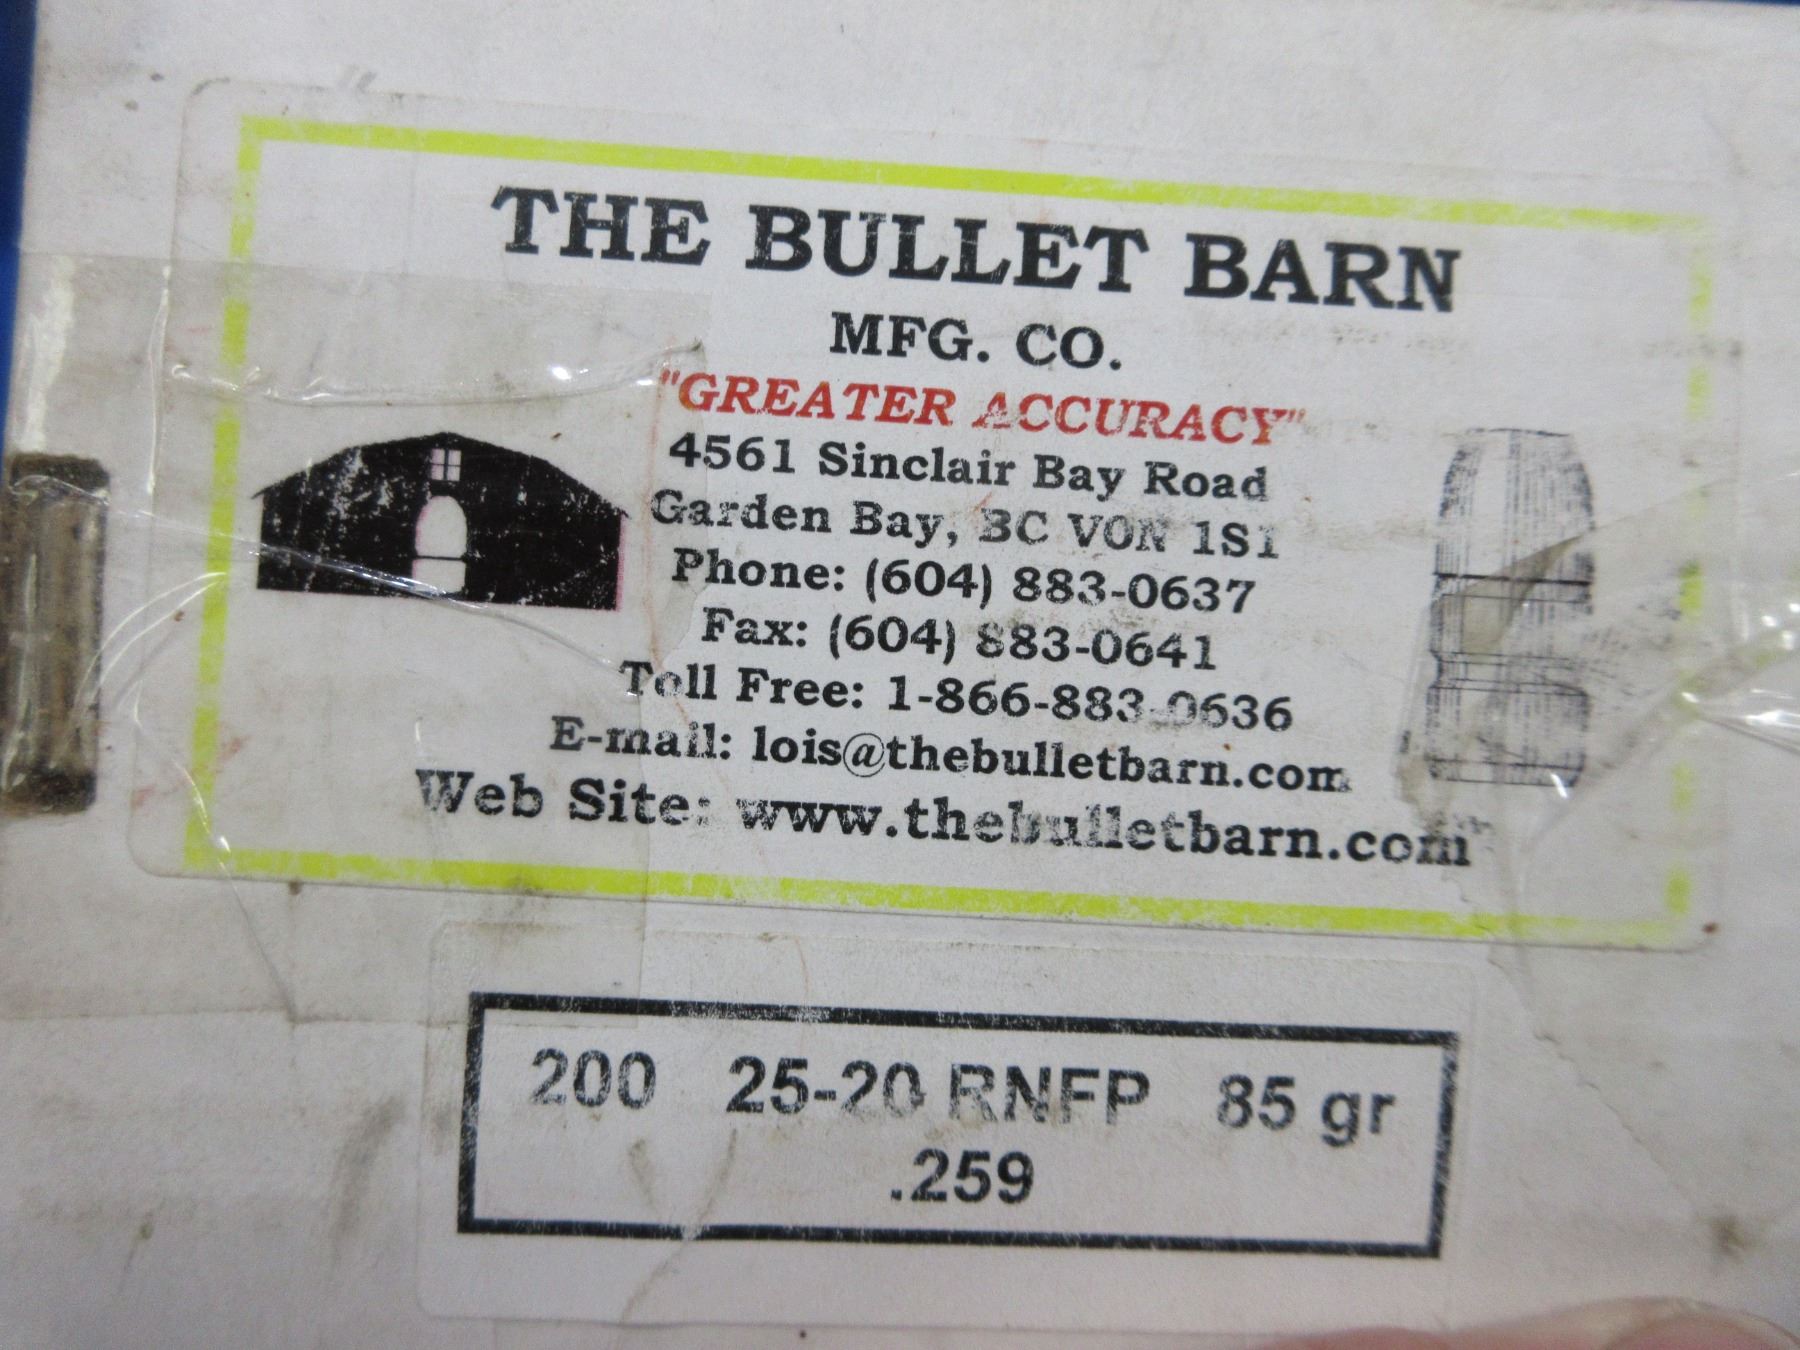 THE BULLET BARN
MFG. CO.
"GREATER ACCURACY"
4561 Sinclair Bay Road
Garden Bay, BC VON 1S1
Phone: (604) 883-0637
Fax: (604) 883-0641
Toll Free: 1-866-883-0636
E-mail: lois@thebulletbarn.com
Web Site: www.thebulletbarn.com
200 25-20 RNFP 85 gr
.259